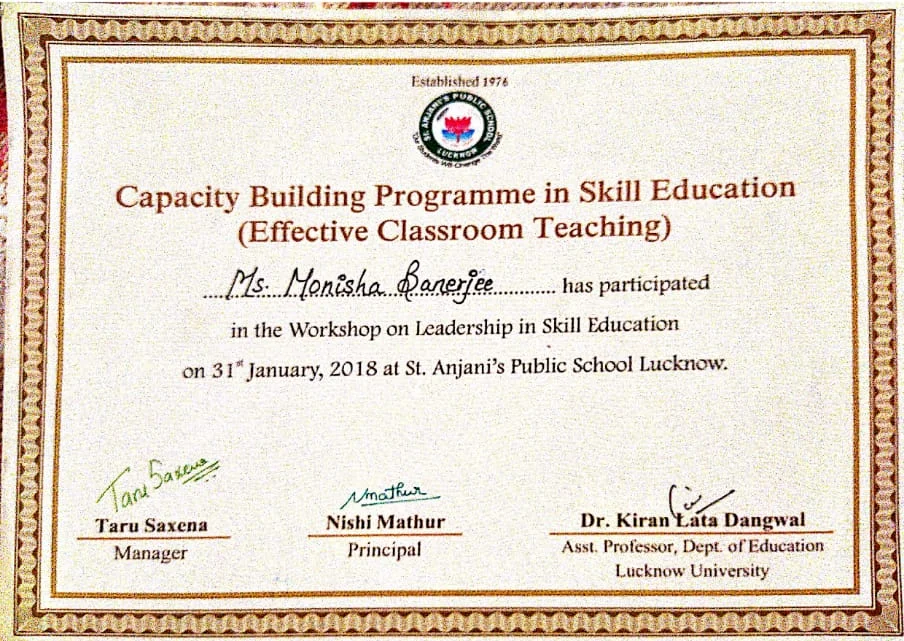 Established 1976
ST. ANJANI'S PUBLIC SCHOOL
LUCKNOW
"Our Students Will Change The World"
Capacity Building Programme in Skill Education
(Effective Classroom Teaching)
....Ms. Monisha Banerjee........... has participated
in the Workshop on Leadership in Skill Education
on 31st January, 2018 at St. Anjani's Public School Lucknow.
Taru Saxena
Nmathur
Taru Saxena
Nishi Mathur
Dr. Kiran Lata Dangwal
Manager
Principal
Asst. Professor, Dept. of Education
Lucknow University